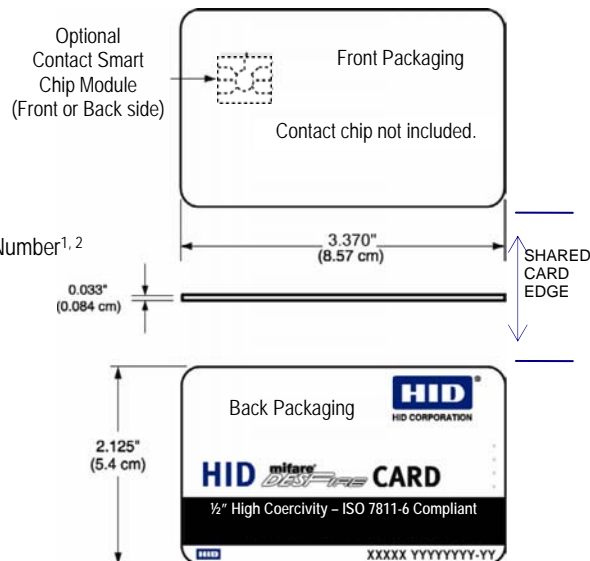 Optional
Contact Smart
Chip Module
(Front or Back side)
Front Packaging
Contact chip not included.
Number1, 2
3.370"
(8.57 cm)
SHARED
CARD
EDGE
0.033"
(0.084 cm)
2.125"
(5.4 cm)
Back Packaging
HID®
HID CORPORATION
HID mifare DESFire CARD
½" High Coercivity – ISO 7811-6 Compliant
HID
XXXXX YYYYYYYY-YY